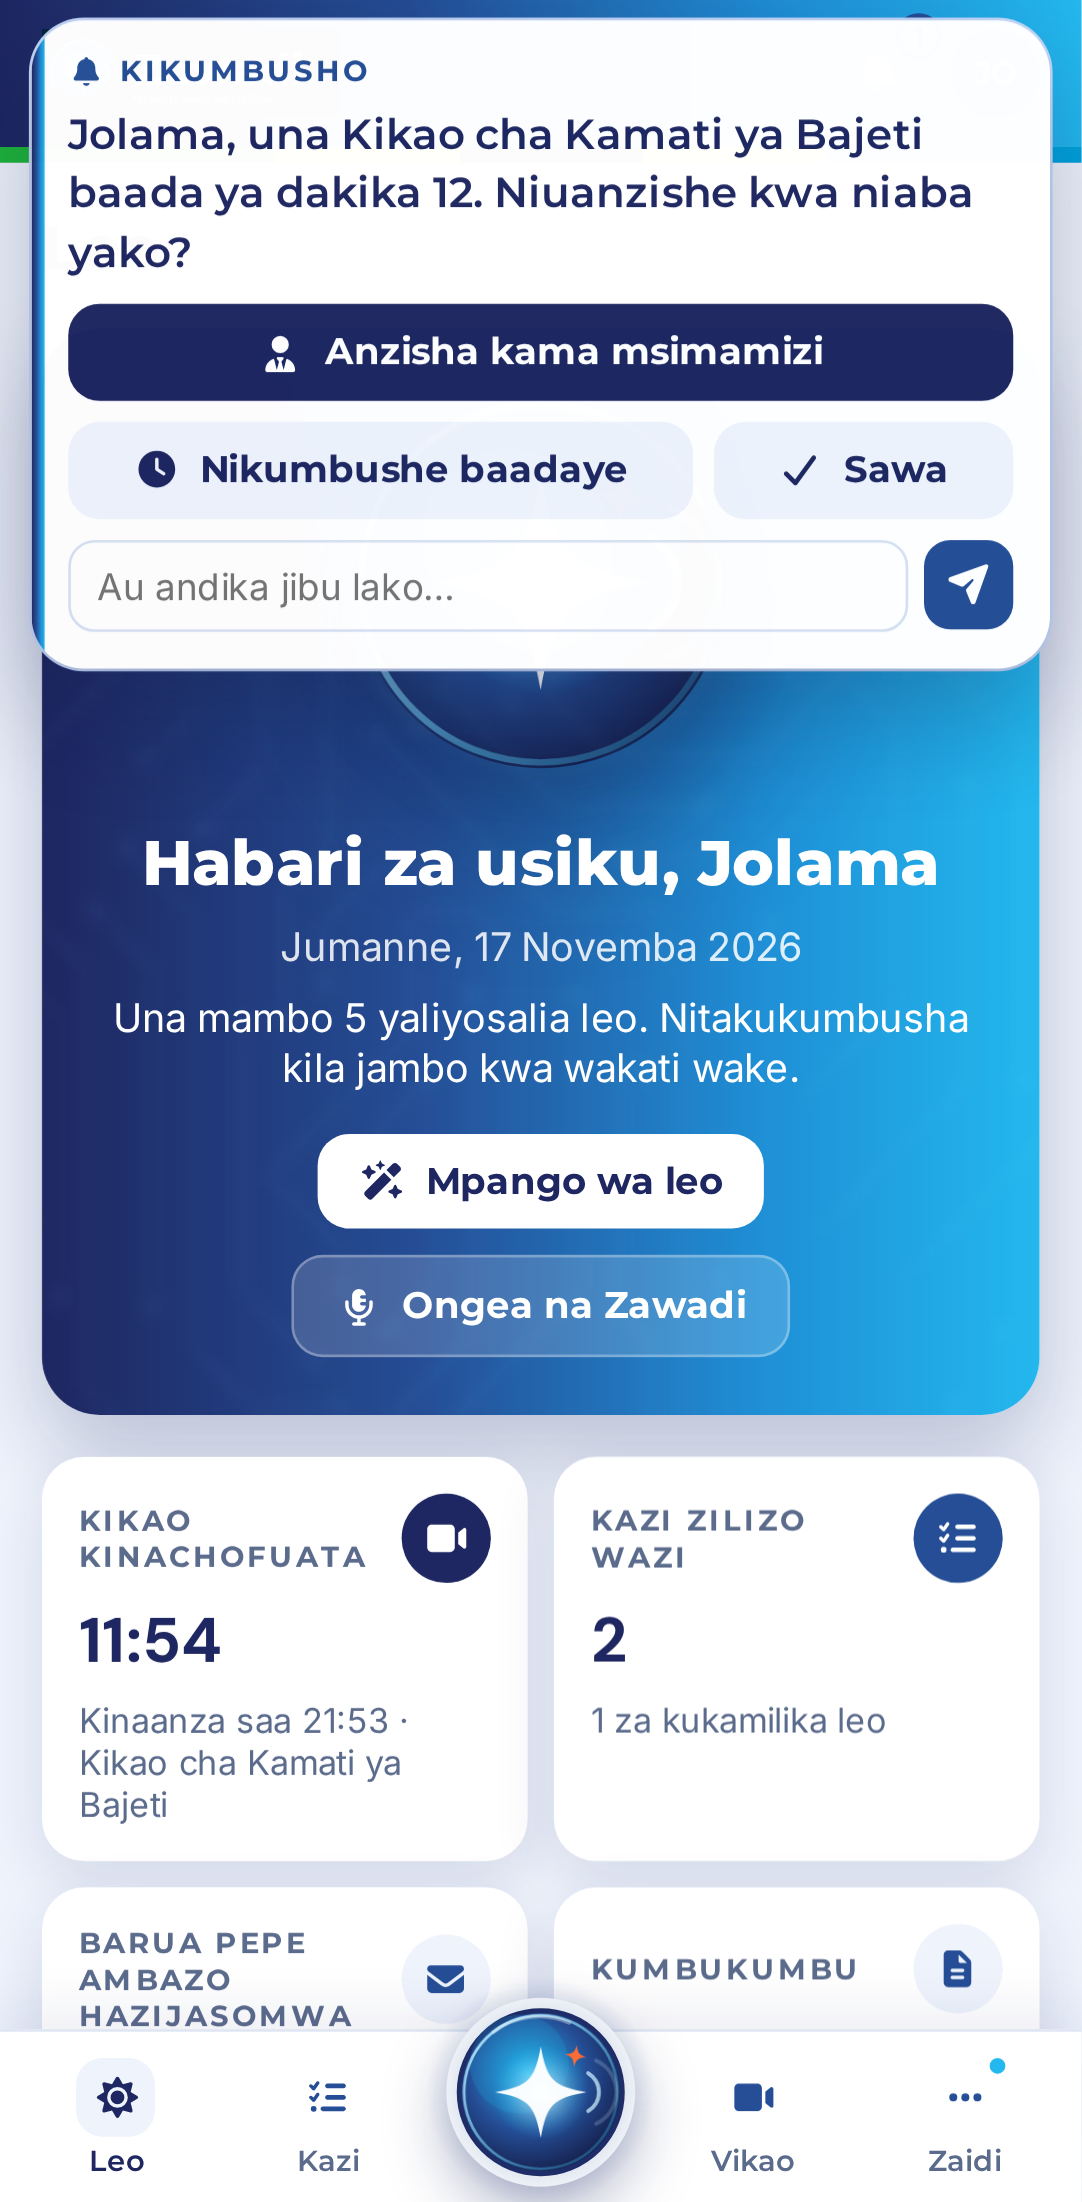 KIKUMBUSHO
Jolama, una Kikao cha Kamati ya Bajeti
baada ya dakika 12. Niuanzishe kwa niaba
yako?
Anzisha kama msimamizi
Nikumbushe baadaye
Sawa
Au andika jibu lako...
Habari za usiku, Jolama
Jumanne, 17 Novemba 2026
Una mambo 5 yaliyosalia leo. Nitakukumbusha
kila jambo kwa wakati wake.
Mpango wa leo
Ongea na Zawadi
KIKAO
KINACHOFUATA
11:54
Kinaanza saa 21:53 ·
Kikao cha Kamati ya
Bajeti
KAZI ZILIZO
WAZI
2
1 za kukamilika leo
BARUA PEPE
AMBAZO
HAZIJASOMWA
KUMBUKUMBU
Leo
Kazi
Vikao
Zaidi